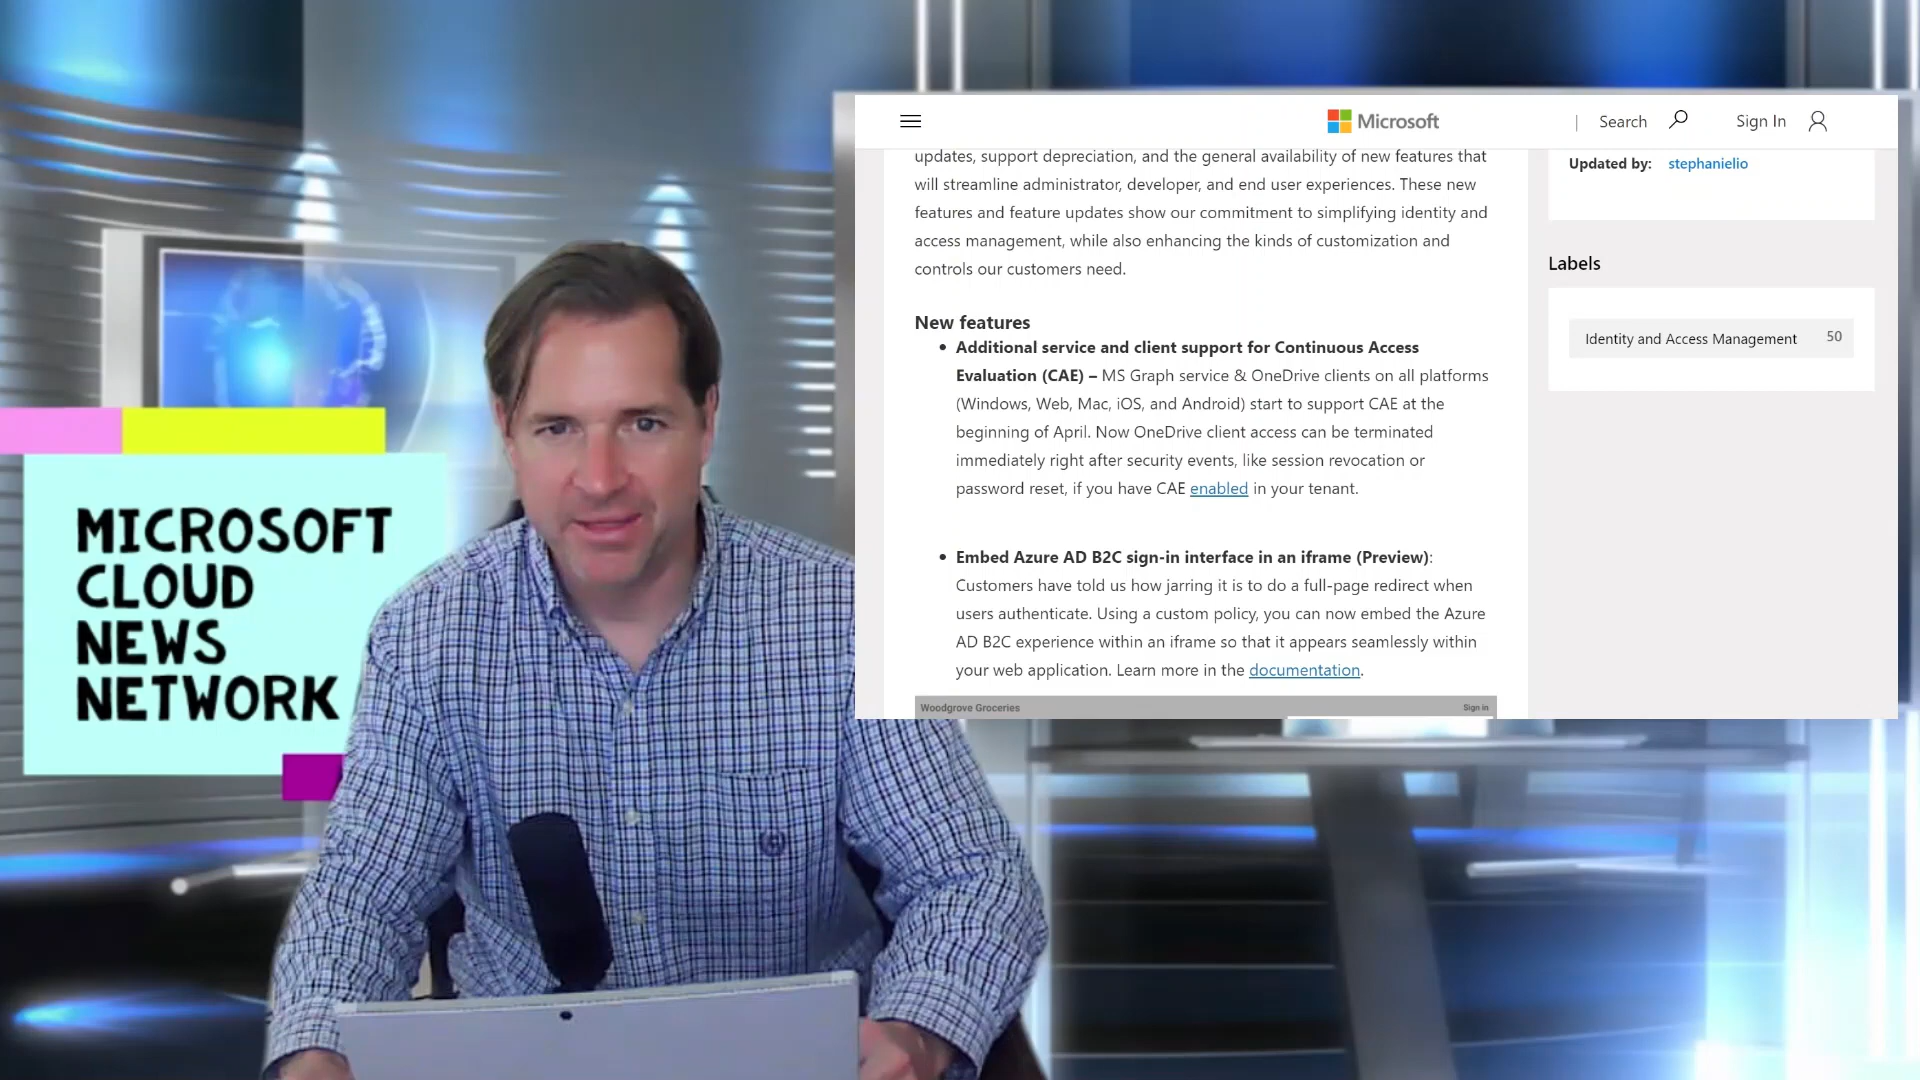 MICROSOFT
CLOUD
NEWS
NETWORK
Microsoft
| Search
Sign In
updates, support depreciation, and the general availability of new features that
will streamline administrator, developer, and end user experiences. These new
features and feature updates show our commitment to simplifying identity and
access management, while also enhancing the kinds of customization and
controls our customers need.
New features
• Additional service and client support for Continuous Access
Evaluation (CAE) – MS Graph service & OneDrive clients on all platforms
(Windows, Web, Mac, iOS, and Android) start to support CAE at the
beginning of April. Now OneDrive client access can be terminated
immediately right after security events, like session revocation or
password reset, if you have CAE enabled in your tenant.
• Embed Azure AD B2C sign-in interface in an iframe (Preview):
Customers have told us how jarring it is to do a full-page redirect when
users authenticate. Using a custom policy, you can now embed the Azure
AD B2C experience within an iframe so that it appears seamlessly within
your web application. Learn more in the documentation.
Woodgrove Groceries
Sign in
Updated by: stephanielio
Labels
Identity and Access Management 50